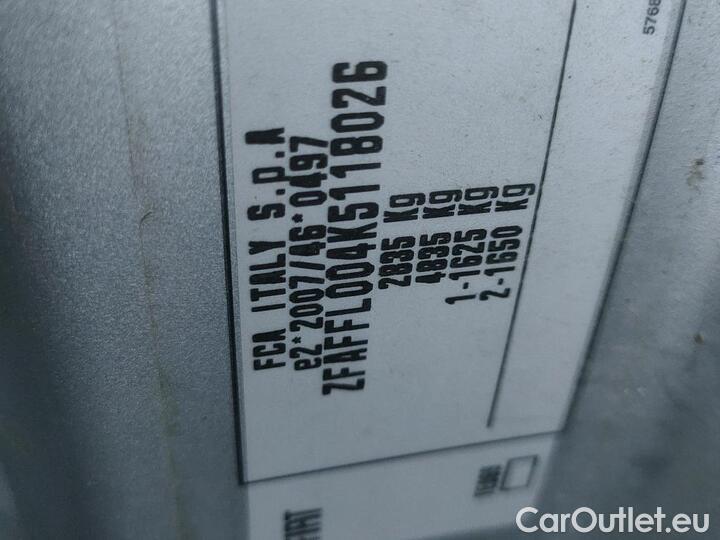 FCA ITALY S.p.A
e2*2007/46*0497
ZFAFFL004K5118026
2835 Kg
4835 Kg
1-1625 Kg
2-1650 Kg
5768
CarOutlet.eu